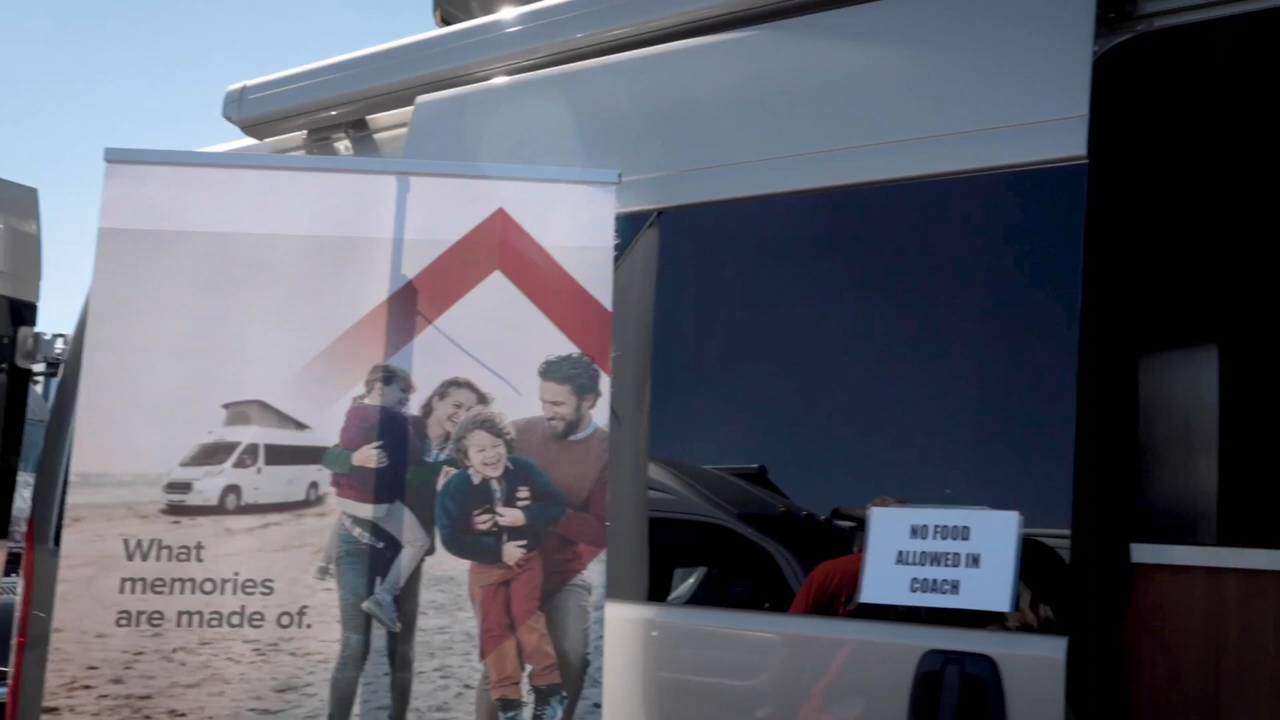 What
memories
are made of.
NO FOOD
ALLOWED IN
COACH